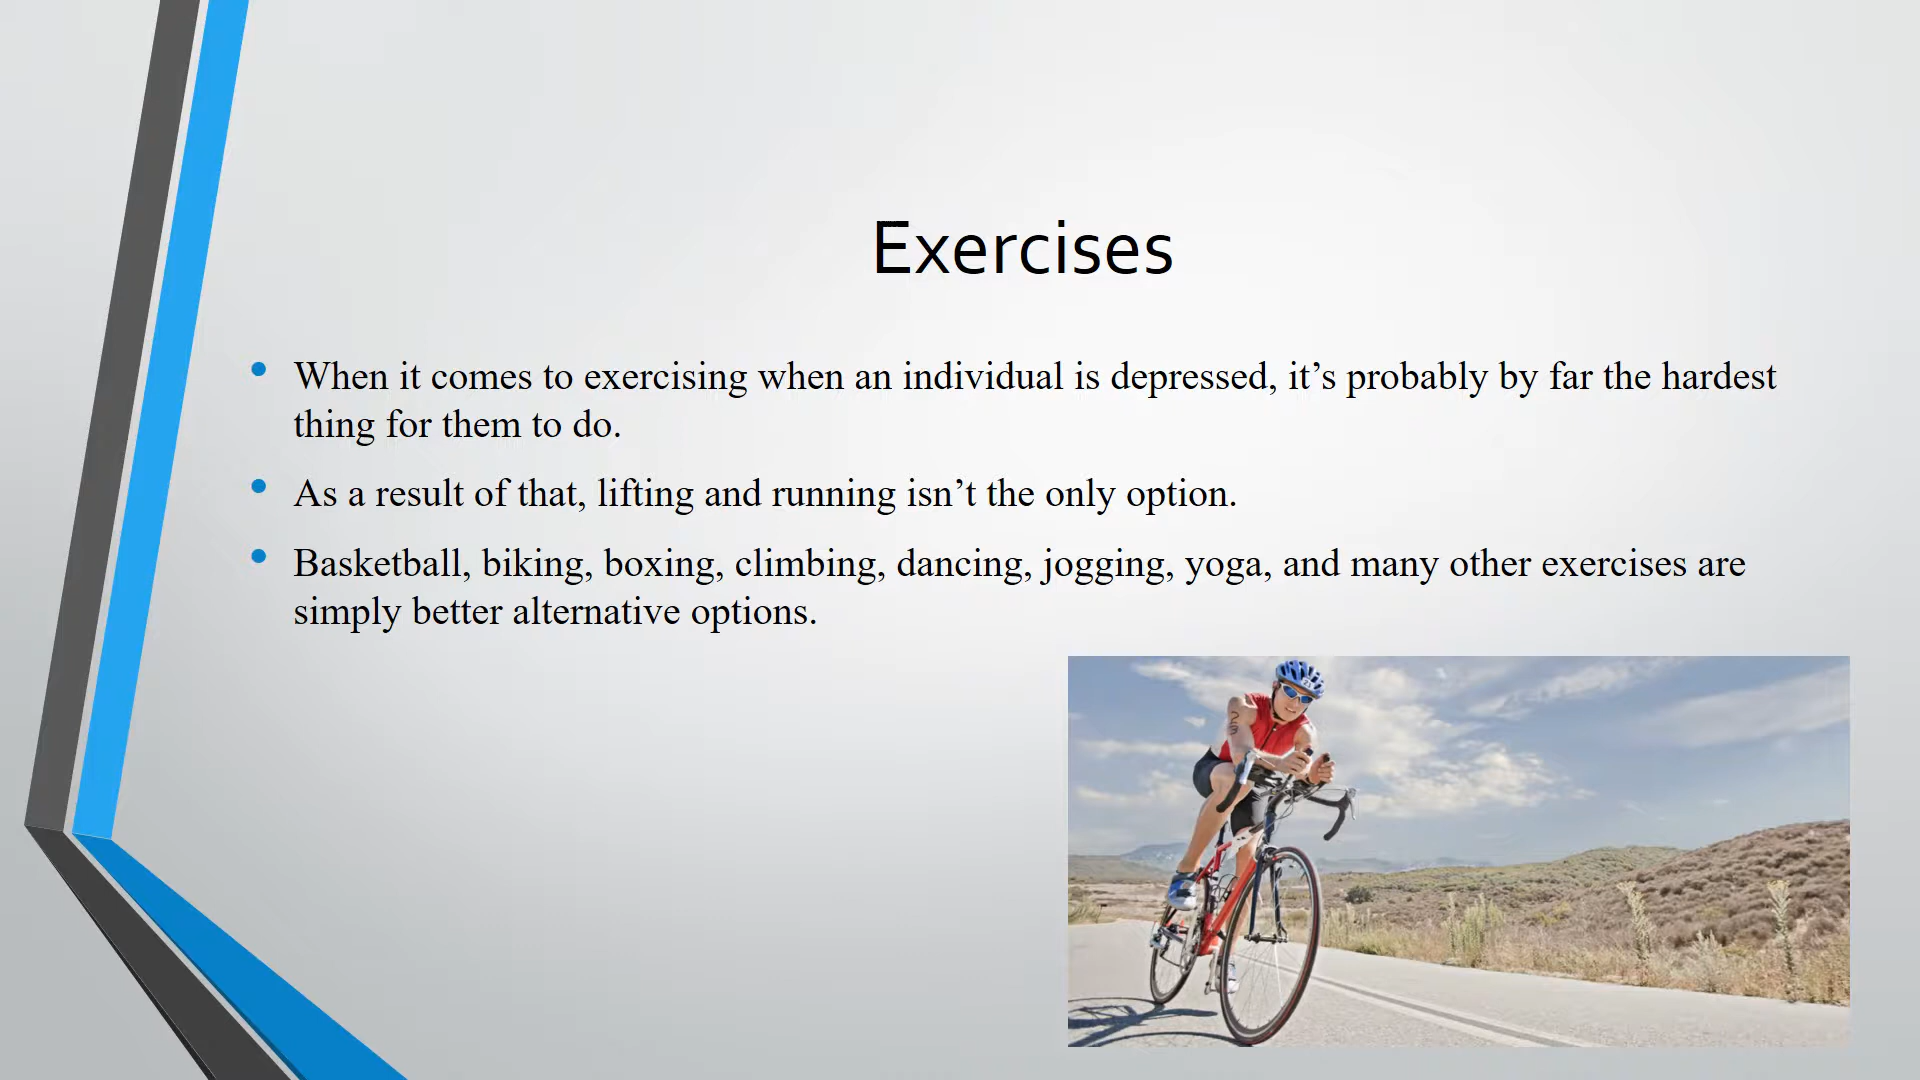 Exercises
When it comes to exercising when an individual is depressed, it’s probably by far the hardest
thing for them to do.
As a result of that, lifting and running isn’t the only option.
Basketball, biking, boxing, climbing, dancing, jogging, yoga, and many other exercises are
simply better alternative options.